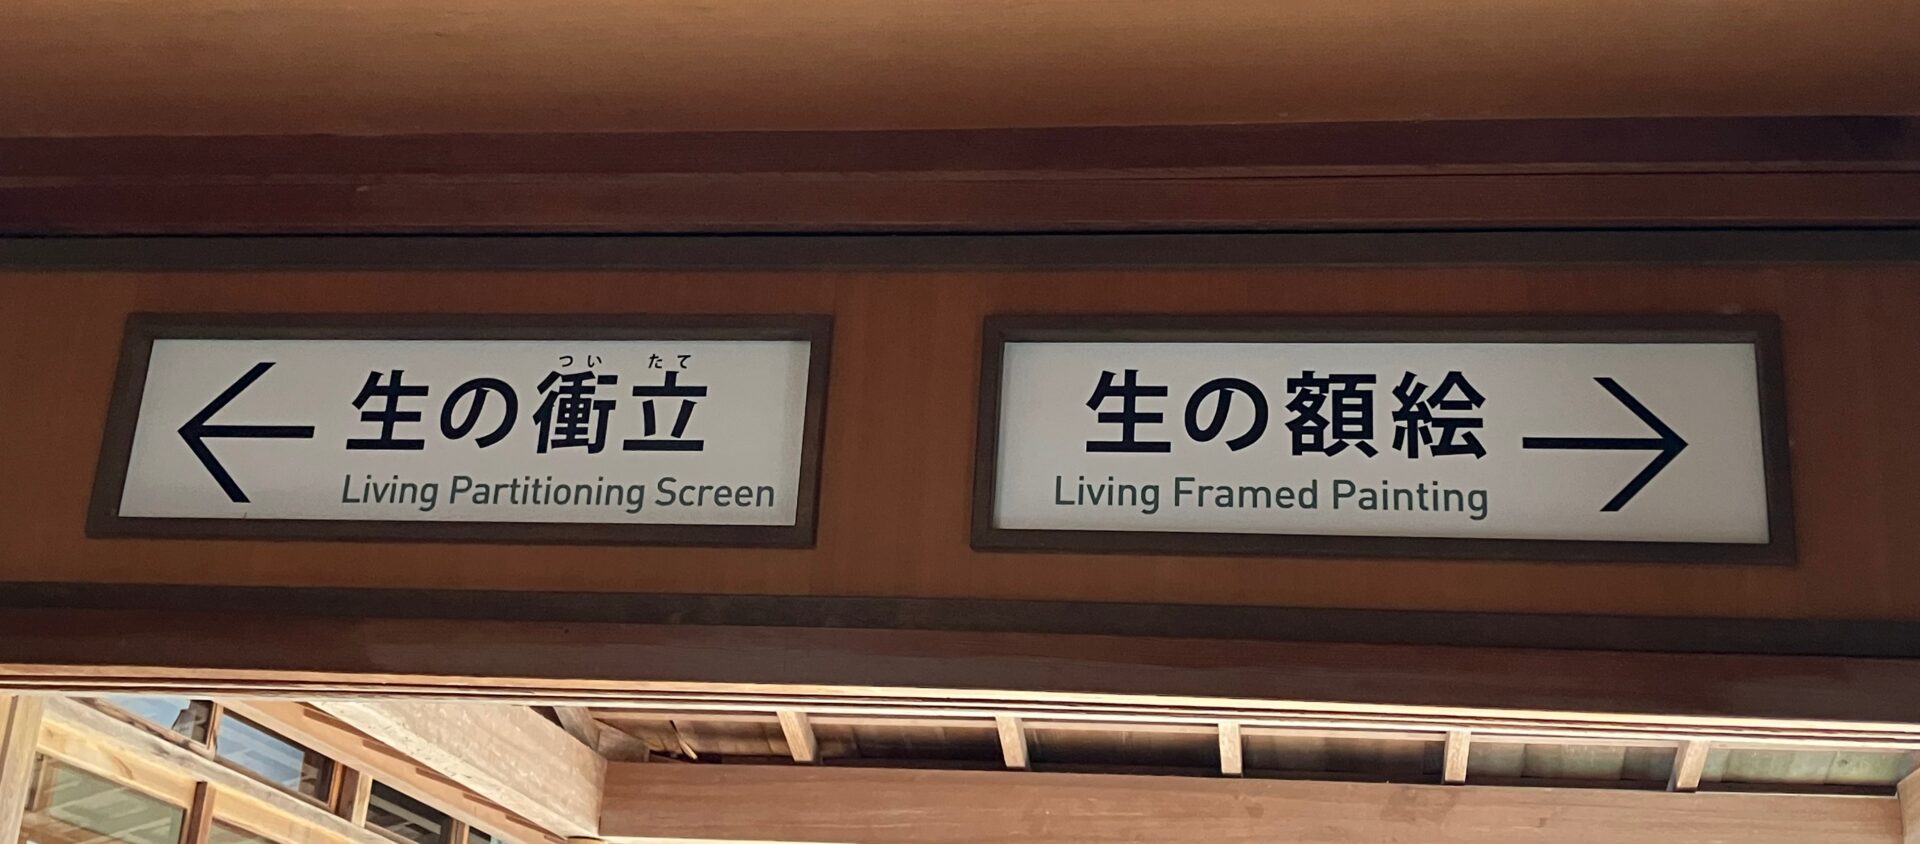 ← 生の衝立
つい たて
Living Partitioning Screen
生の額絵 →
Living Framed Painting